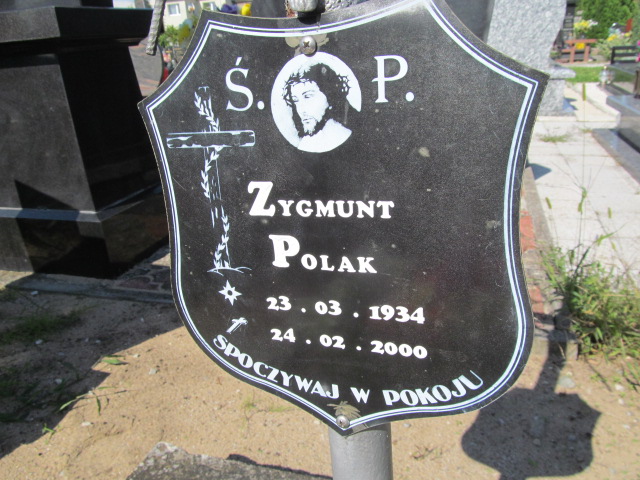 Ś. P.
ZYGMUNT
POLAK
23.03.1934
24.02.2000
SPOCZYWAJ W POKOJU